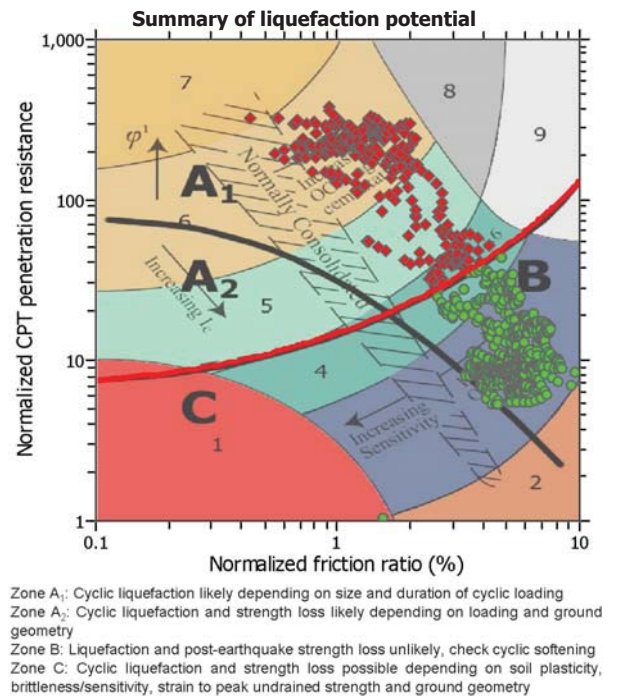 Summary of liquefaction potential
Normalized CPT penetration resistance
1,000
100
10
1
0.1
1
10
Normalized friction ratio (%)
7
8
9
φ'
A1
Normally Consolidated
6
A2
Increasing Ic
5
B
4
C
1
Increasing
Sensitivity
2
Zone A1: Cyclic liquefaction likely depending on size and duration of cyclic loading
Zone A2: Cyclic liquefaction and strength loss likely depending on loading and ground
geometry
Zone B: Liquefaction and post-earthquake strength loss unlikely, check cyclic softening
Zone C: Cyclic liquefaction and strength loss possible depending on soil plasticity,
brittleness/sensitivity, strain to peak undrained strength and ground geometry